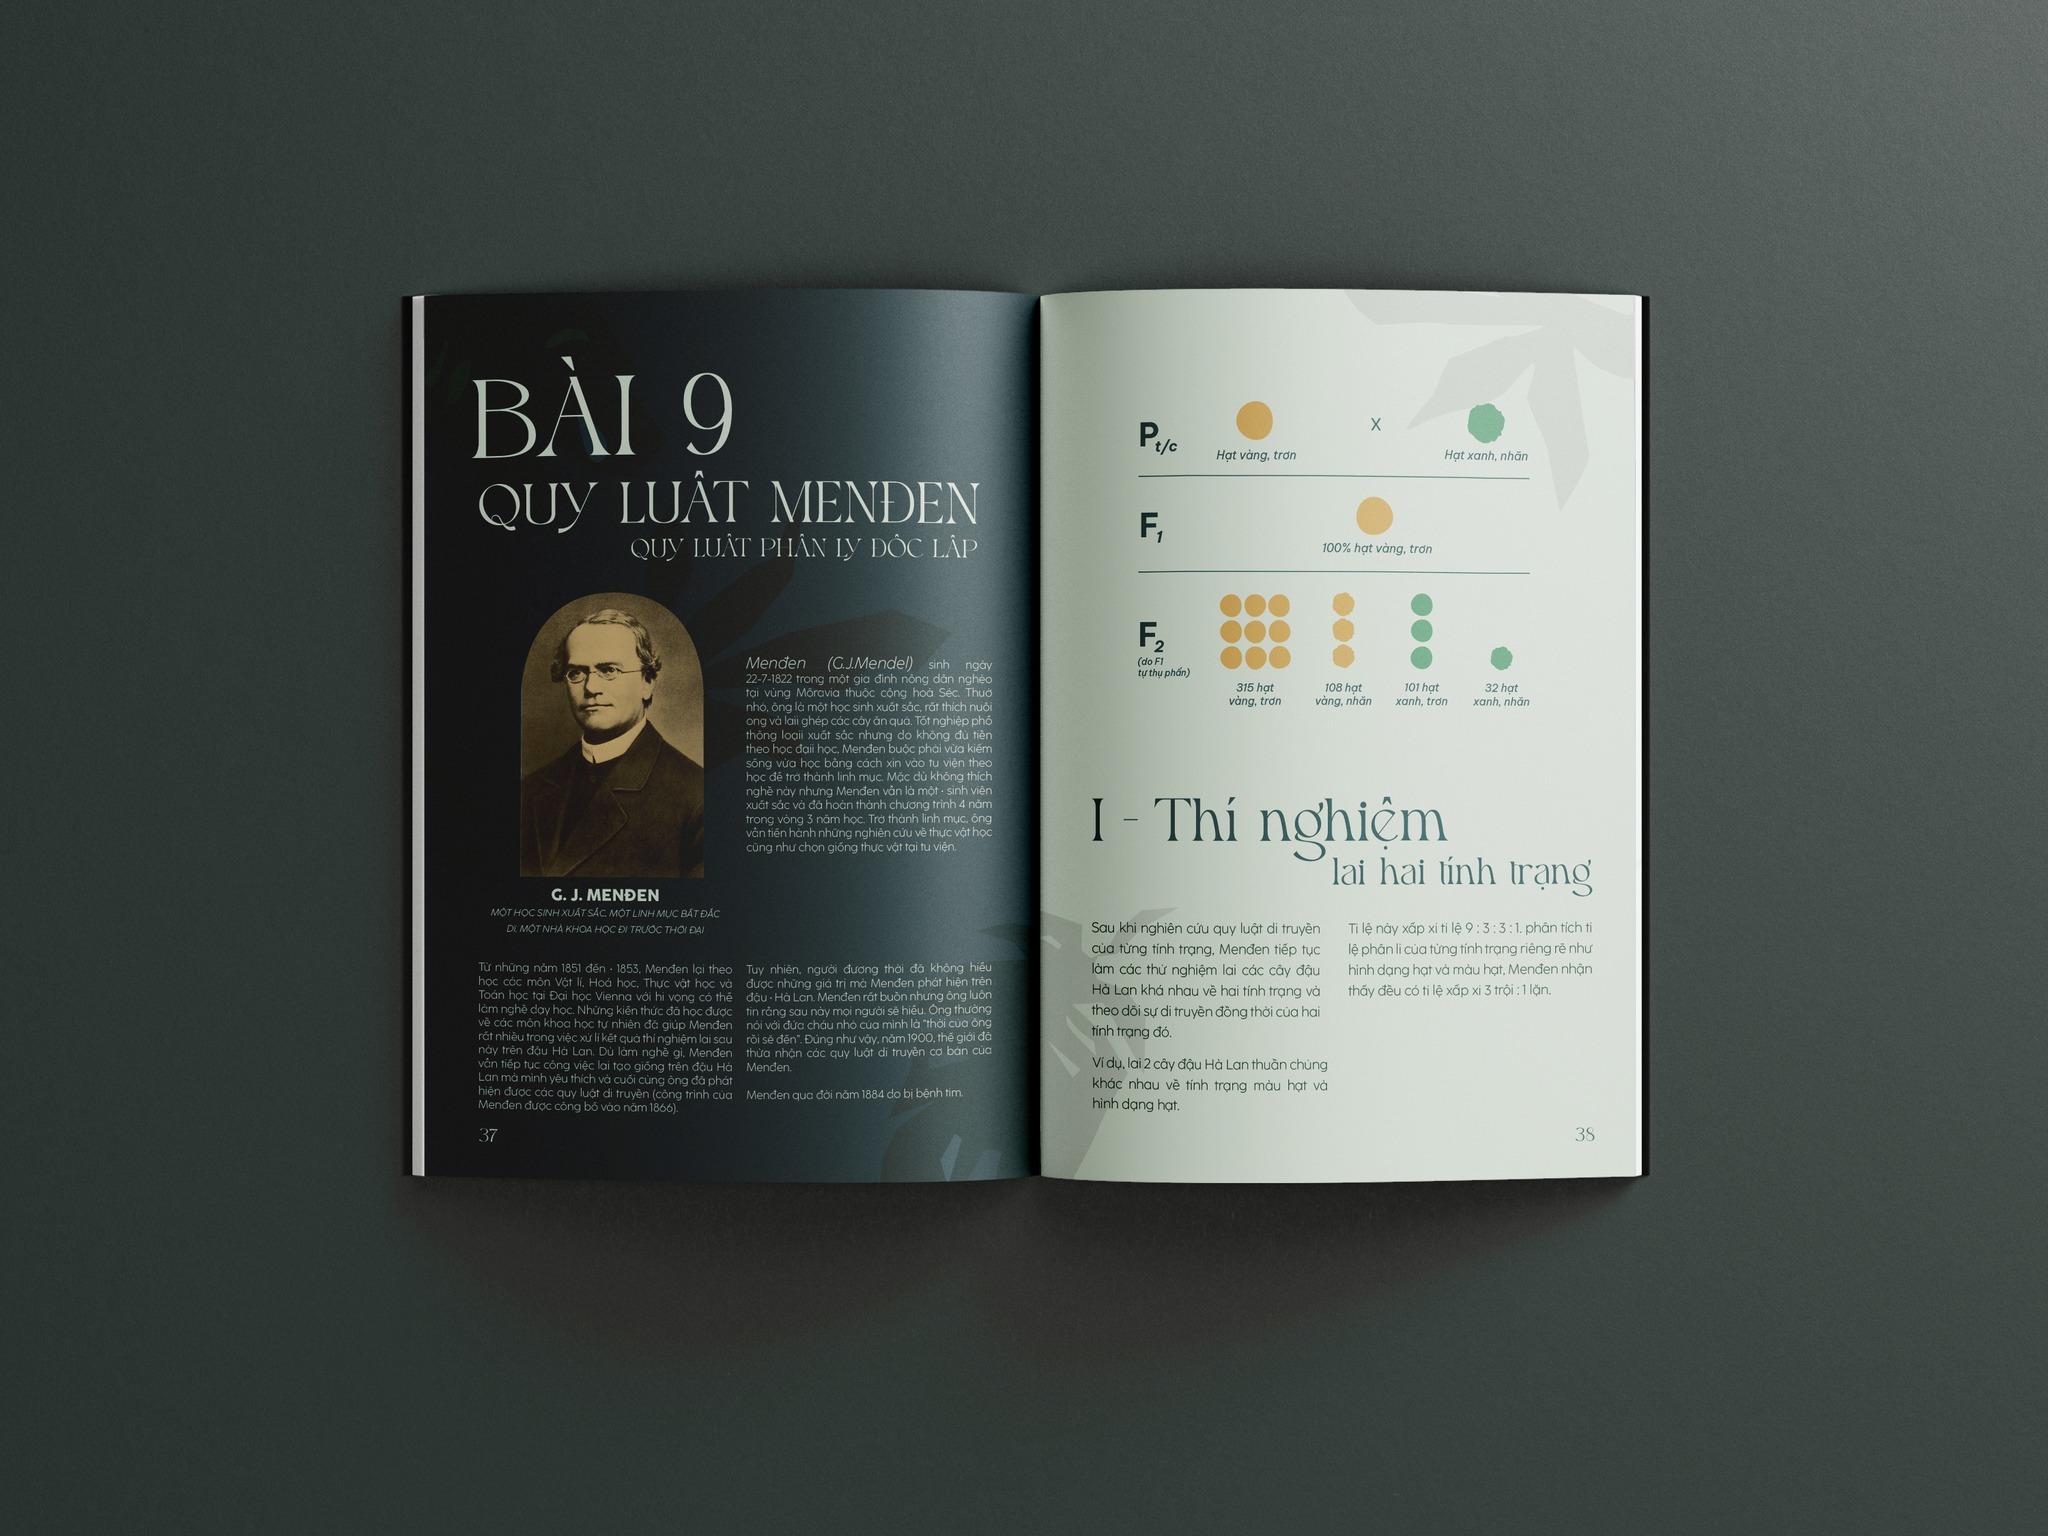 BÀI 9
QUY LUẬT MENĐEN
QUY LUẬT PHÂN LY ĐỘC LẬP
Menđen (G.J.Mendel) sinh ngày
22-7-1822 trong một gia đình nông dân nghèo
tại vùng Môravia thuộc cộng hoà Séc. Thuở
nhỏ, ông là một học sinh xuất sắc, rất thích nuôi
ong và laii ghép các cây ăn quả. Tốt nghiệp phổ
thông loạii xuất sắc nhưng do không đủ tiền
theo học đạii học, Menđen buộc phải vừa kiếm
sống vừa học bằng cách xin vào tu viện theo
học để trở thành linh mục. Mặc dù không thích
nghề này nhưng Menđen vẫn là một - sinh viên
xuất sắc và đã hoàn thành chương trình 4 năm
trong vòng 3 năm học. Trở thành linh mục, ông
vẫn tiến hành những nghiên cứu về thực vật học
cũng như chọn giống thực vật tại tu viện.
G. J. MENĐEN
MỘT HỌC SINH XUẤT SẮC, MỘT LINH MỤC BẤT ĐẮC
DĨ, MỘT NHÀ KHOA HỌC ĐI TRƯỚC THỜI ĐẠI
Từ những năm 1851 đến - 1853, Menđen lại theo
học các môn Vật lí, Hoá học, Thực vật học và
Toán học tại Đại học Vienna với hi vọng có thể
làm nghề dạy học. Những kiến thức đã học được
về các môn khoa học tự nhiên đã giúp Menđen
rất nhiều trong việc xử lí kết quả thí nghiệm lai sau
này trên đậu Hà Lan. Dù làm nghề gì, Menđen
vẫn tiếp tục công việc lai tạo giống trên đậu Hà
Lan mà mình yêu thích và cuối cùng ông đã phát
hiện được các quy luật di truyền (công trình của
Menđen được công bố vào năm 1866).
Tuy nhiên, người đương thời đã không hiểu
được những giá trị mà Menđen phát hiện trên
đậu - Hà Lan. Menđen rất buồn nhưng ông luôn
tin rằng sau này mọi người sẽ hiểu. Ông thường
nói với đứa cháu nhỏ của mình là "thời của ông
rồi sẽ đến". Đúng như vậy, năm 1900, thế giới đã
thừa nhận các quy luật di truyền cơ bản của
Menđen.
Menđen qua đời năm 1884 do bị bệnh tim.
37
Pt/c
X
Hạt vàng, trơn
Hạt xanh, nhăn
F1
100% hạt vàng, trơn
F2
(do F1
tự thụ phấn)
315 hạt
vàng, trơn
108 hạt
vàng, nhăn
101 hạt
xanh, trơn
32 hạt
xanh, nhăn
I - Thí nghiệm
lai hai tính trạng
Sau khi nghiên cứu quy luật di truyền
của từng tính trạng, Menđen tiếp tục
làm các thử nghiệm lai các cây đậu
Hà Lan khá nhau về hai tính trạng và
theo dõi sự di truyền đồng thời của hai
tính trạng đó.
Ví dụ, lai 2 cây đậu Hà Lan thuần chủng
khác nhau về tính trạng màu hạt và
hình dạng hạt.
Tỉ lệ này xấp xỉ tỉ lệ 9 : 3 : 3 : 1. phân tích tỉ
lệ phân li của từng tính trạng riêng rẽ như
hình dạng hạt và màu hạt, Menđen nhận
thấy đều có tỉ lệ xấp xỉ 3 trội : 1 lặn.
38